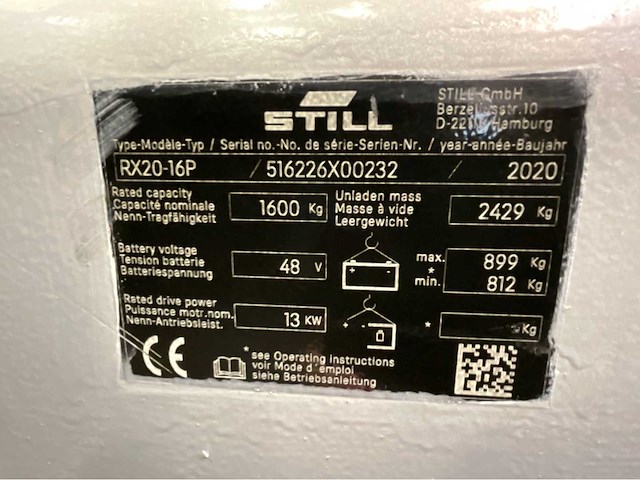 STILL
STILL GmbH
10
Hamburg
Type-Modèle-Typ / Serial no.-No. de série-Serien-Nr. / year-année-Baujahr
RX20-16P / 516226X00232 / 2020
Rated capacity
Capacité nominale
Nenn-Tragfähigkeit
1600 Kg
Unladen mass
Masse à vide
Leergewicht
2429 Kg
Battery voltage
Tension batterie
Batteriespannung
48 V
max. 899 Kg
*
min. 812 Kg
Rated drive power
Puissance motr.nom.
Nenn-Antriebsleist.
13 KW
* Kg
CE
*see Operating instructions
voir Mode d'emploi
siehe Betriebsanleitung